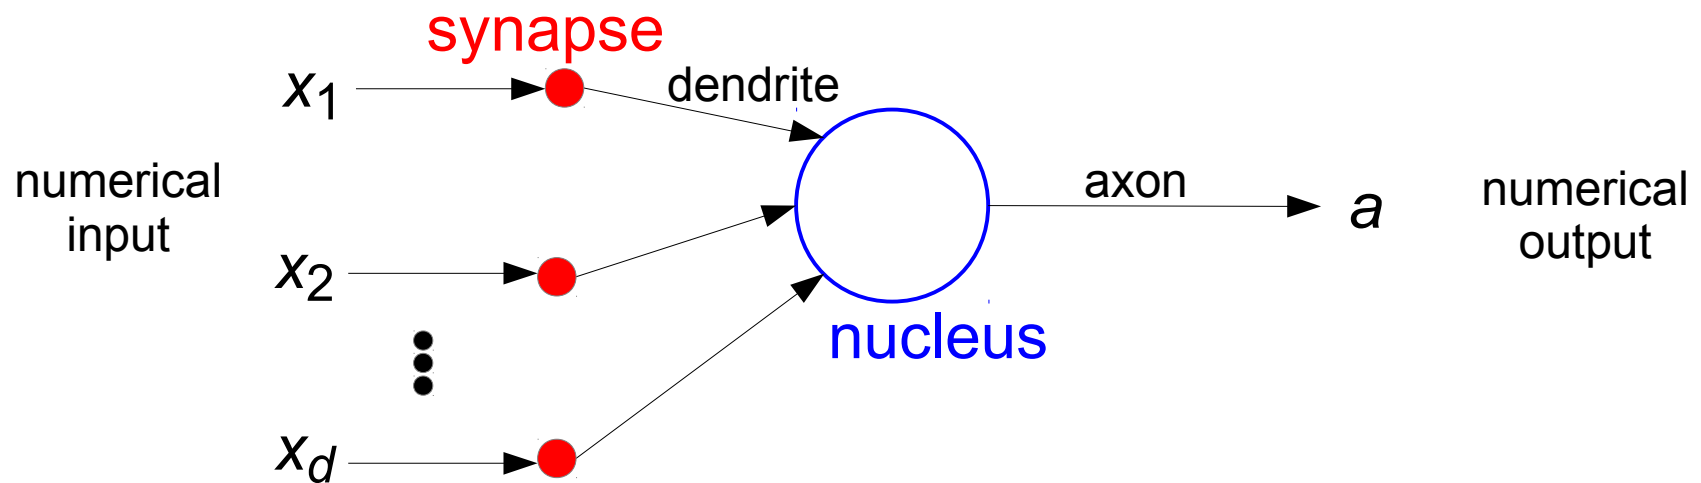 synapse
x1
dendrite
numerical
input
axon
a
numerical
output
x2
nucleus
xd